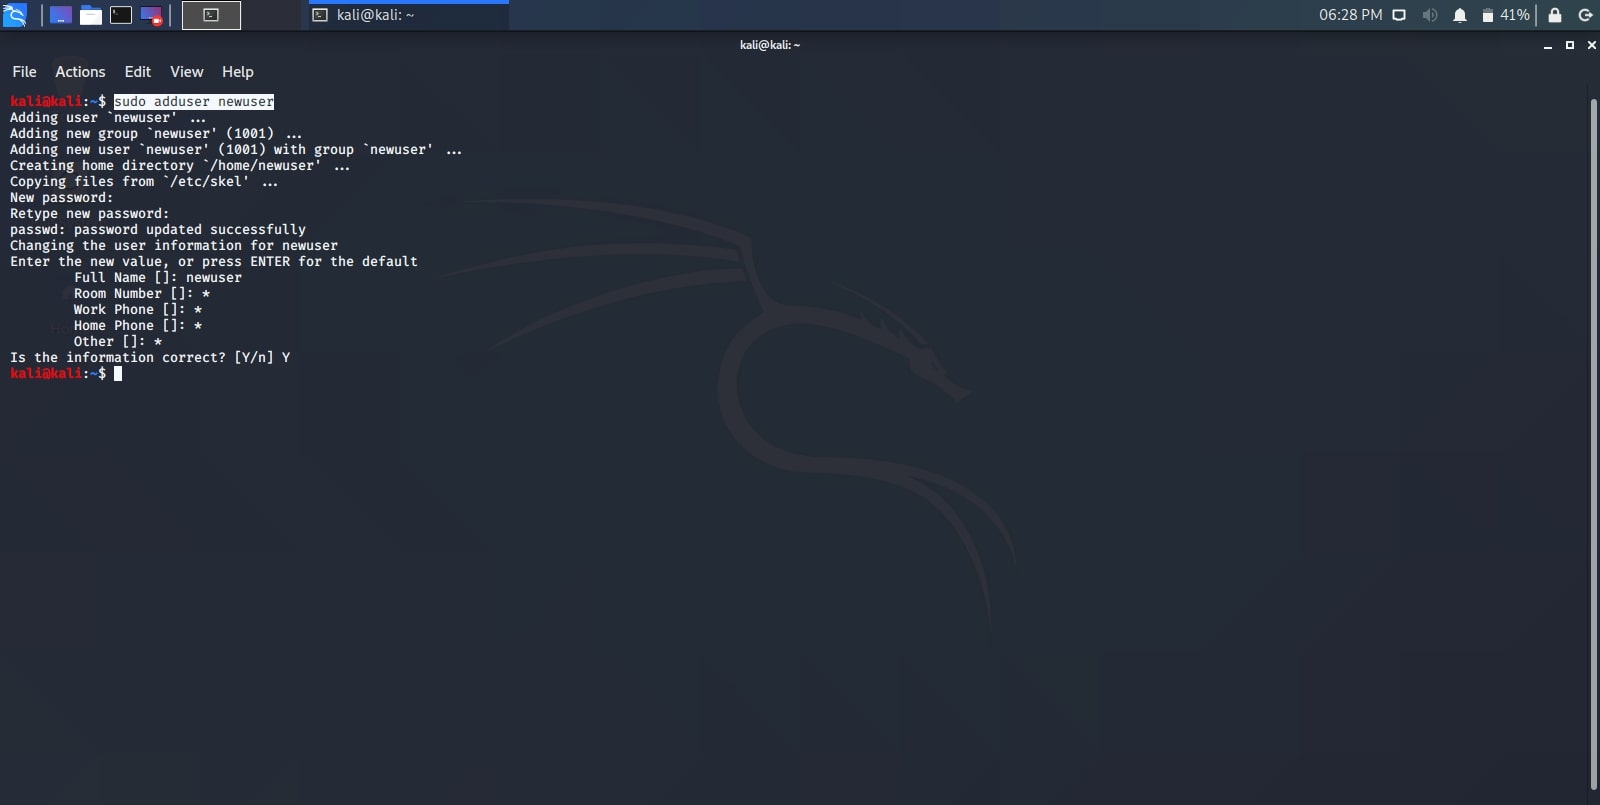 kali@kali: ~
06:28 PM
41%
kali@kali: ~
File Actions Edit View Help
kali@kali:~$ sudo adduser newuser
Adding user `newuser' ...
Adding new group `newuser' (1001) ...
Adding new user `newuser' (1001) with group `newuser' ...
Creating home directory `/home/newuser' ...
Copying files from `/etc/skel' ...
New password:
Retype new password:
passwd: password updated successfully
Changing the user information for newuser
Enter the new value, or press ENTER for the default
Full Name []: newuser
Room Number []: *
Work Phone []: *
Home Phone []: *
Other []: *
Is the information correct? [Y/n] Y
kali@kali:~$